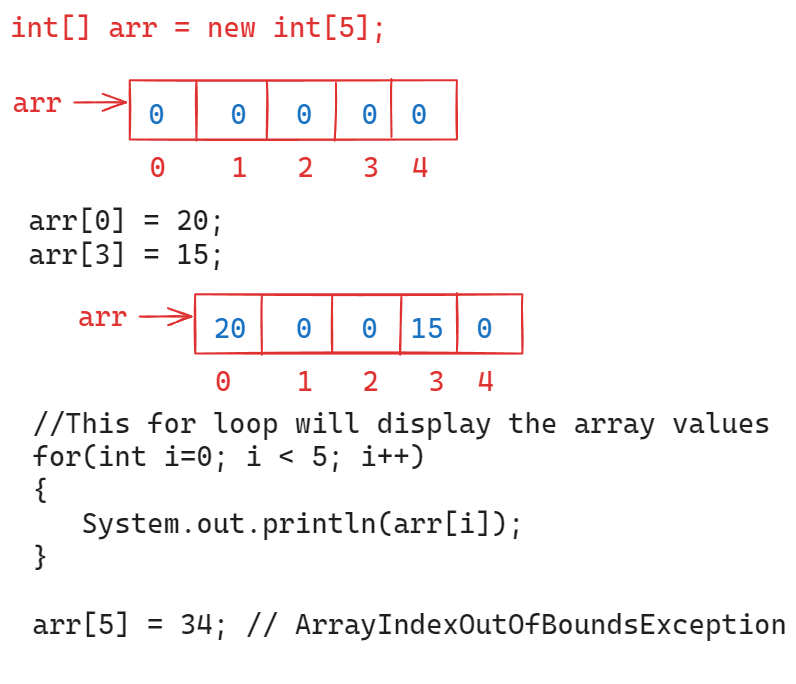 int[] arr = new int[5];
arr 0 0 0 0 0
0 1 2 3 4
arr[0] = 20;
arr[3] = 15;
arr 20 0 0 15 0
0 1 2 3 4
//This for loop will display the array values
for(int i=0; i < 5; i++)
{
System.out.println(arr[i]);
}
arr[5] = 34; // ArrayIndexOutOfBoundsException